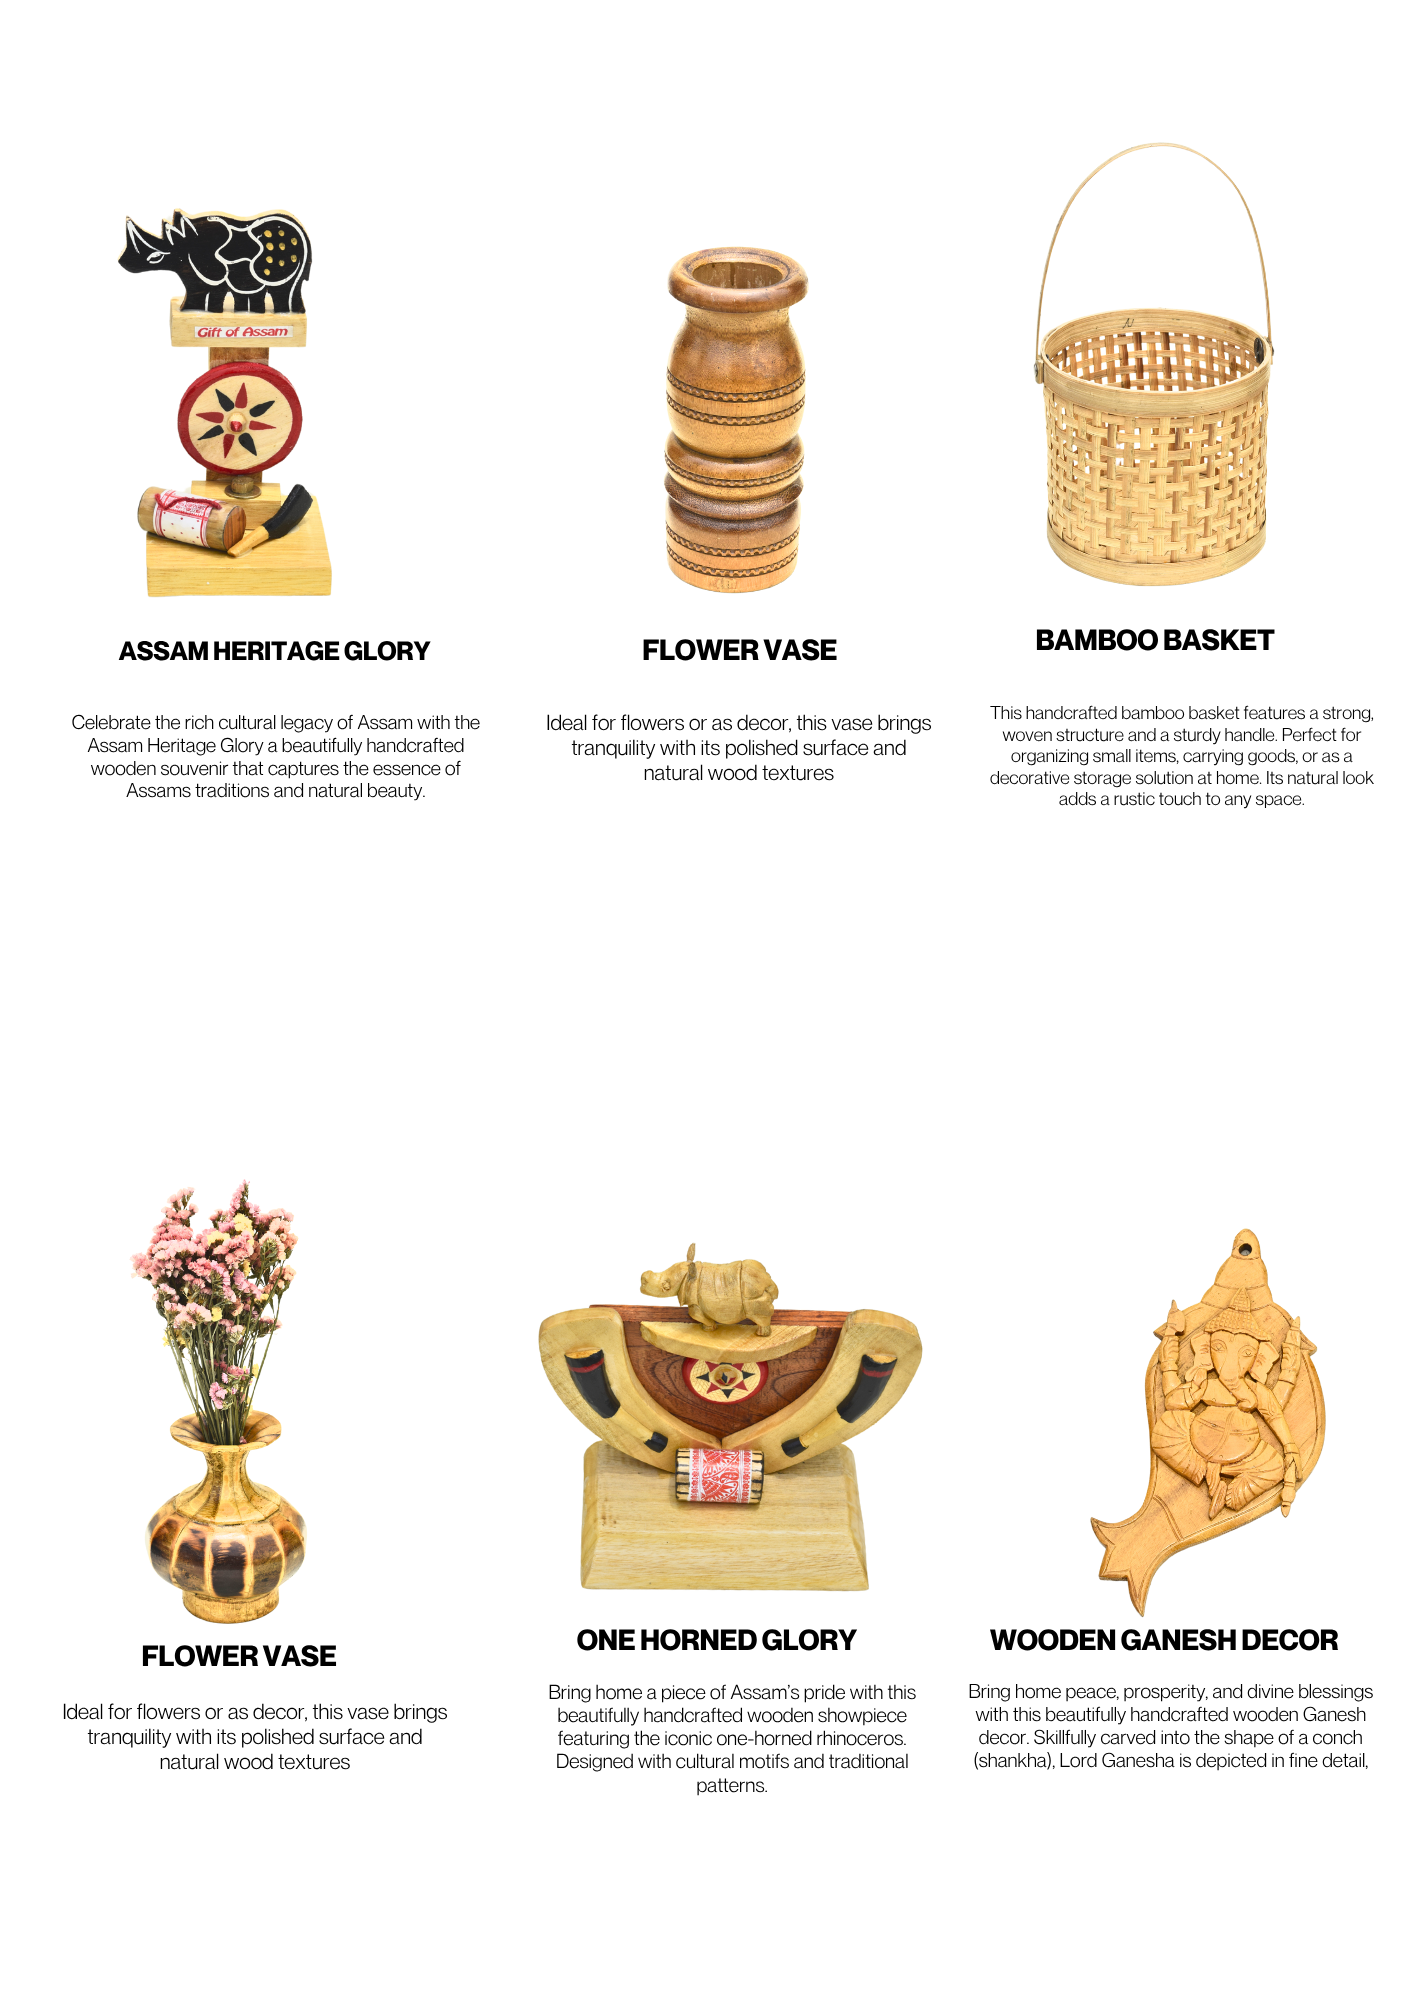 Gift of Assam
ASSAM HERITAGE GLORY
Celebrate the rich cultural legacy of Assam with the
Assam Heritage Glory a beautifully handcrafted
wooden souvenir that captures the essence of
Assams traditions and natural beauty.
FLOWER VASE
Ideal for flowers or as decor, this vase brings
tranquility with its polished surface and
natural wood textures
BAMBOO BASKET
This handcrafted bamboo basket features a strong,
woven structure and a sturdy handle. Perfect for
organizing small items, carrying goods, or as a
decorative storage solution at home. Its natural look
adds a rustic touch to any space.
FLOWER VASE
Ideal for flowers or as decor, this vase brings
tranquility with its polished surface and
natural wood textures
ONE HORNED GLORY
Bring home a piece of Assam's pride with this
beautifully handcrafted wooden showpiece
featuring the iconic one-horned rhinoceros.
Designed with cultural motifs and traditional
patterns.
WOODEN GANESH DECOR
Bring home peace, prosperity, and divine blessings
with this beautifully handcrafted wooden Ganesh
decor. Skillfully carved into the shape of a conch
(shankha), Lord Ganesha is depicted in fine detail,